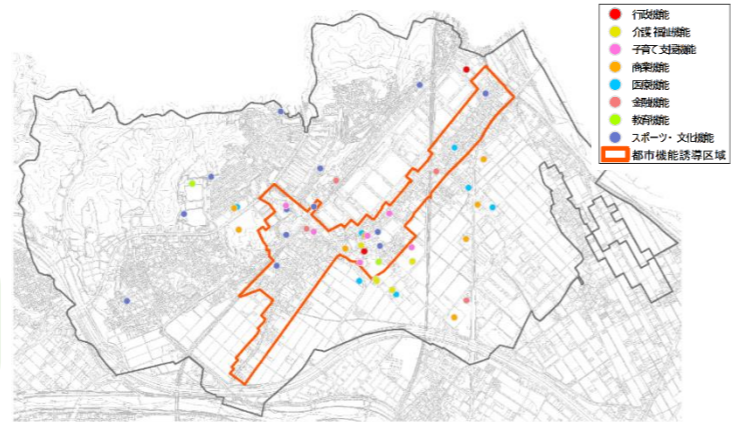 行政機能
介護福祉機能
子育て支援機能
商業機能
医療機能
金融機能
教育機能
スポーツ・文化機能
都市機能誘導区域